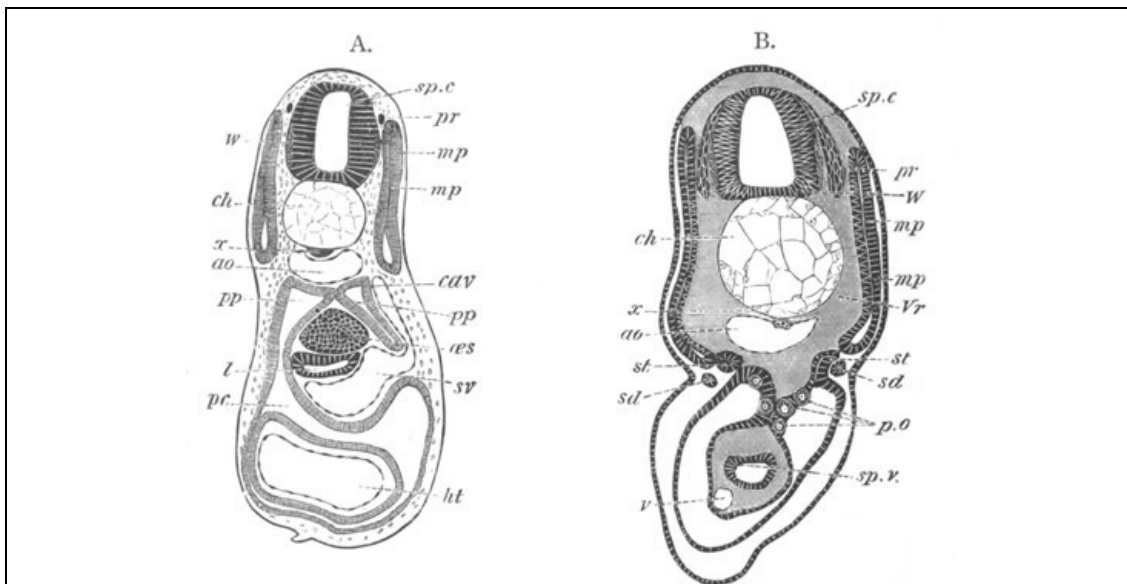 A.
sp.c
pr
w
mp
mp
ch
x
ao
cav
pp
pp
œs
l
sv
pc
ht
B.
sp.c
pr
w
mp
ch
mp
Vr
x
ao
st
st
sd
sd
p.o
sp.v.
v